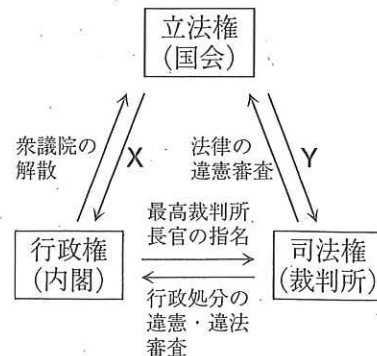 立法権
(国会)
衆議院の
解散
X
法律の
違憲審査
Y
最高裁判所
長官の指名
行政権
(内閣)
司法権
(裁判所)
行政処分の
違憲・違法
審査